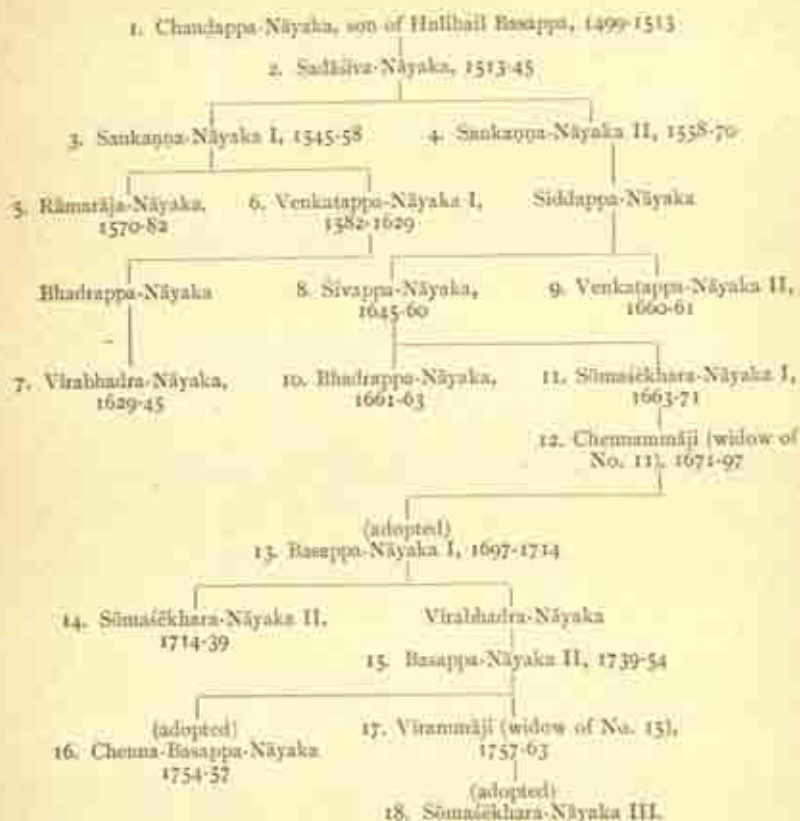 1. Chandappa-Nāyaka, son of Hulibail Basappa, 1499-1513
2. Sadāśiva-Nāyaka, 1513-45
3. Sankaṇṇa-Nāyaka I, 1545-58 4. Sankaṇṇa-Nāyaka II, 1558-70
5. Rāmarāja-Nāyaka, 6. Venkatappa-Nāyaka I, Siddappa-Nāyaka
1570-82 1582-1629
Bhadrappa-Nāyaka 8. Śivappa-Nāyaka, 9. Venkatappa-Nāyaka II,
1645-60 1660-61
7. Vīrabhadra-Nāyaka, 10. Bhadrappa-Nāyaka, 11. Sōmaśēkhara-Nāyaka I,
1629-45 1661-63 1663-71
12. Chennammāji (widow of
No. 11), 1671-97
(adopted)
13. Basappa-Nāyaka I, 1697-1714
14. Sōmaśēkhara-Nāyaka II, Vīrabhadra-Nāyaka
1714-39
15. Basappa-Nāyaka II, 1739-54
(adopted) 17. Vīrammāji (widow of No. 15),
16. Chenna-Basappa-Nāyaka 1757-63
1754-57
(adopted)
18. Sōmaśēkhara-Nāyaka III.